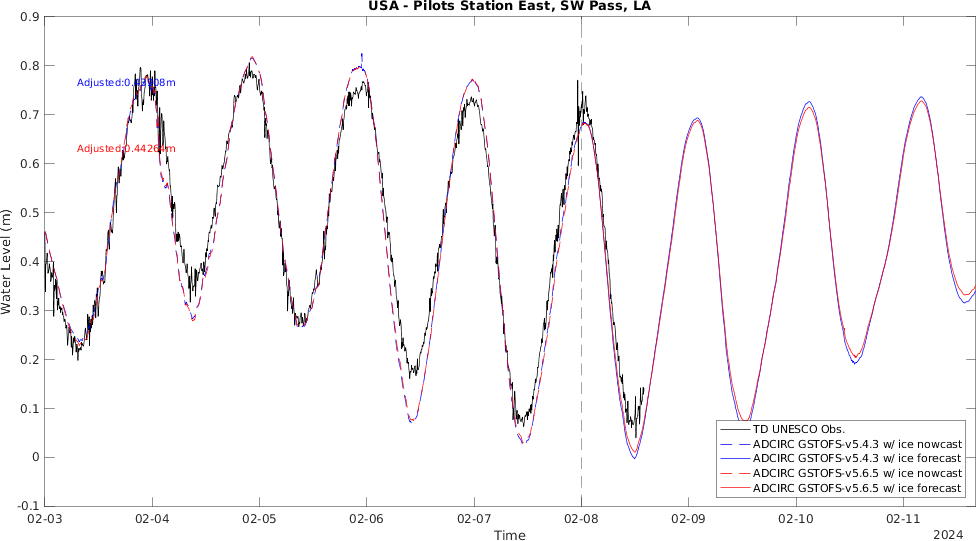 USA - Pilots Station East, SW Pass, LA
0.9
0.8
0.7
0.6
0.5
0.4
0.3
0.2
0.1
0
-0.1
Water Level (m)
Adjusted:
Adjusted:0.4426
TD UNESCO Obs.
ADCIRC GSTOFS-v5.4.3 w/ ice nowcast
ADCIRC GSTOFS-v5.4.3 w/ ice forecast
ADCIRC GSTOFS-v5.6.5 w/ ice nowcast
ADCIRC GSTOFS-v5.6.5 w/ ice forecast
02-03 02-04 02-05 02-06 02-07 02-08 02-09 02-10 02-11
Time
2024